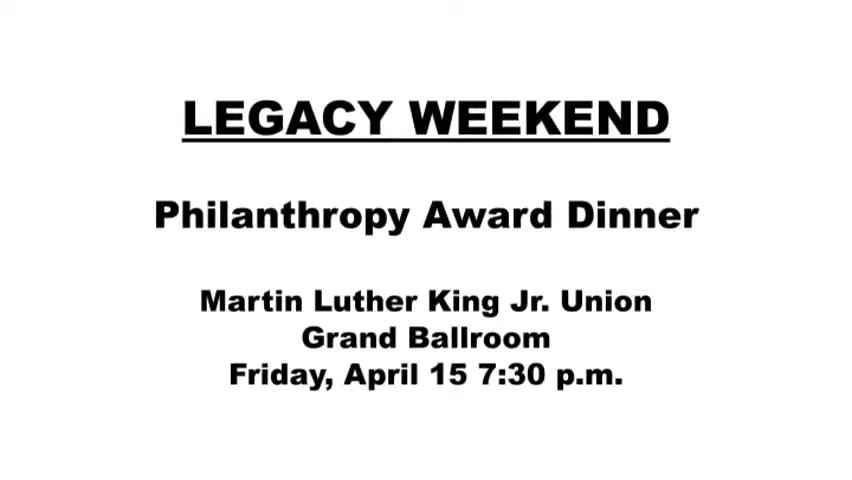 LEGACY WEEKEND
Philanthropy Award Dinner
Martin Luther King Jr. Union
Grand Ballroom
Friday, April 15 7:30 p.m.